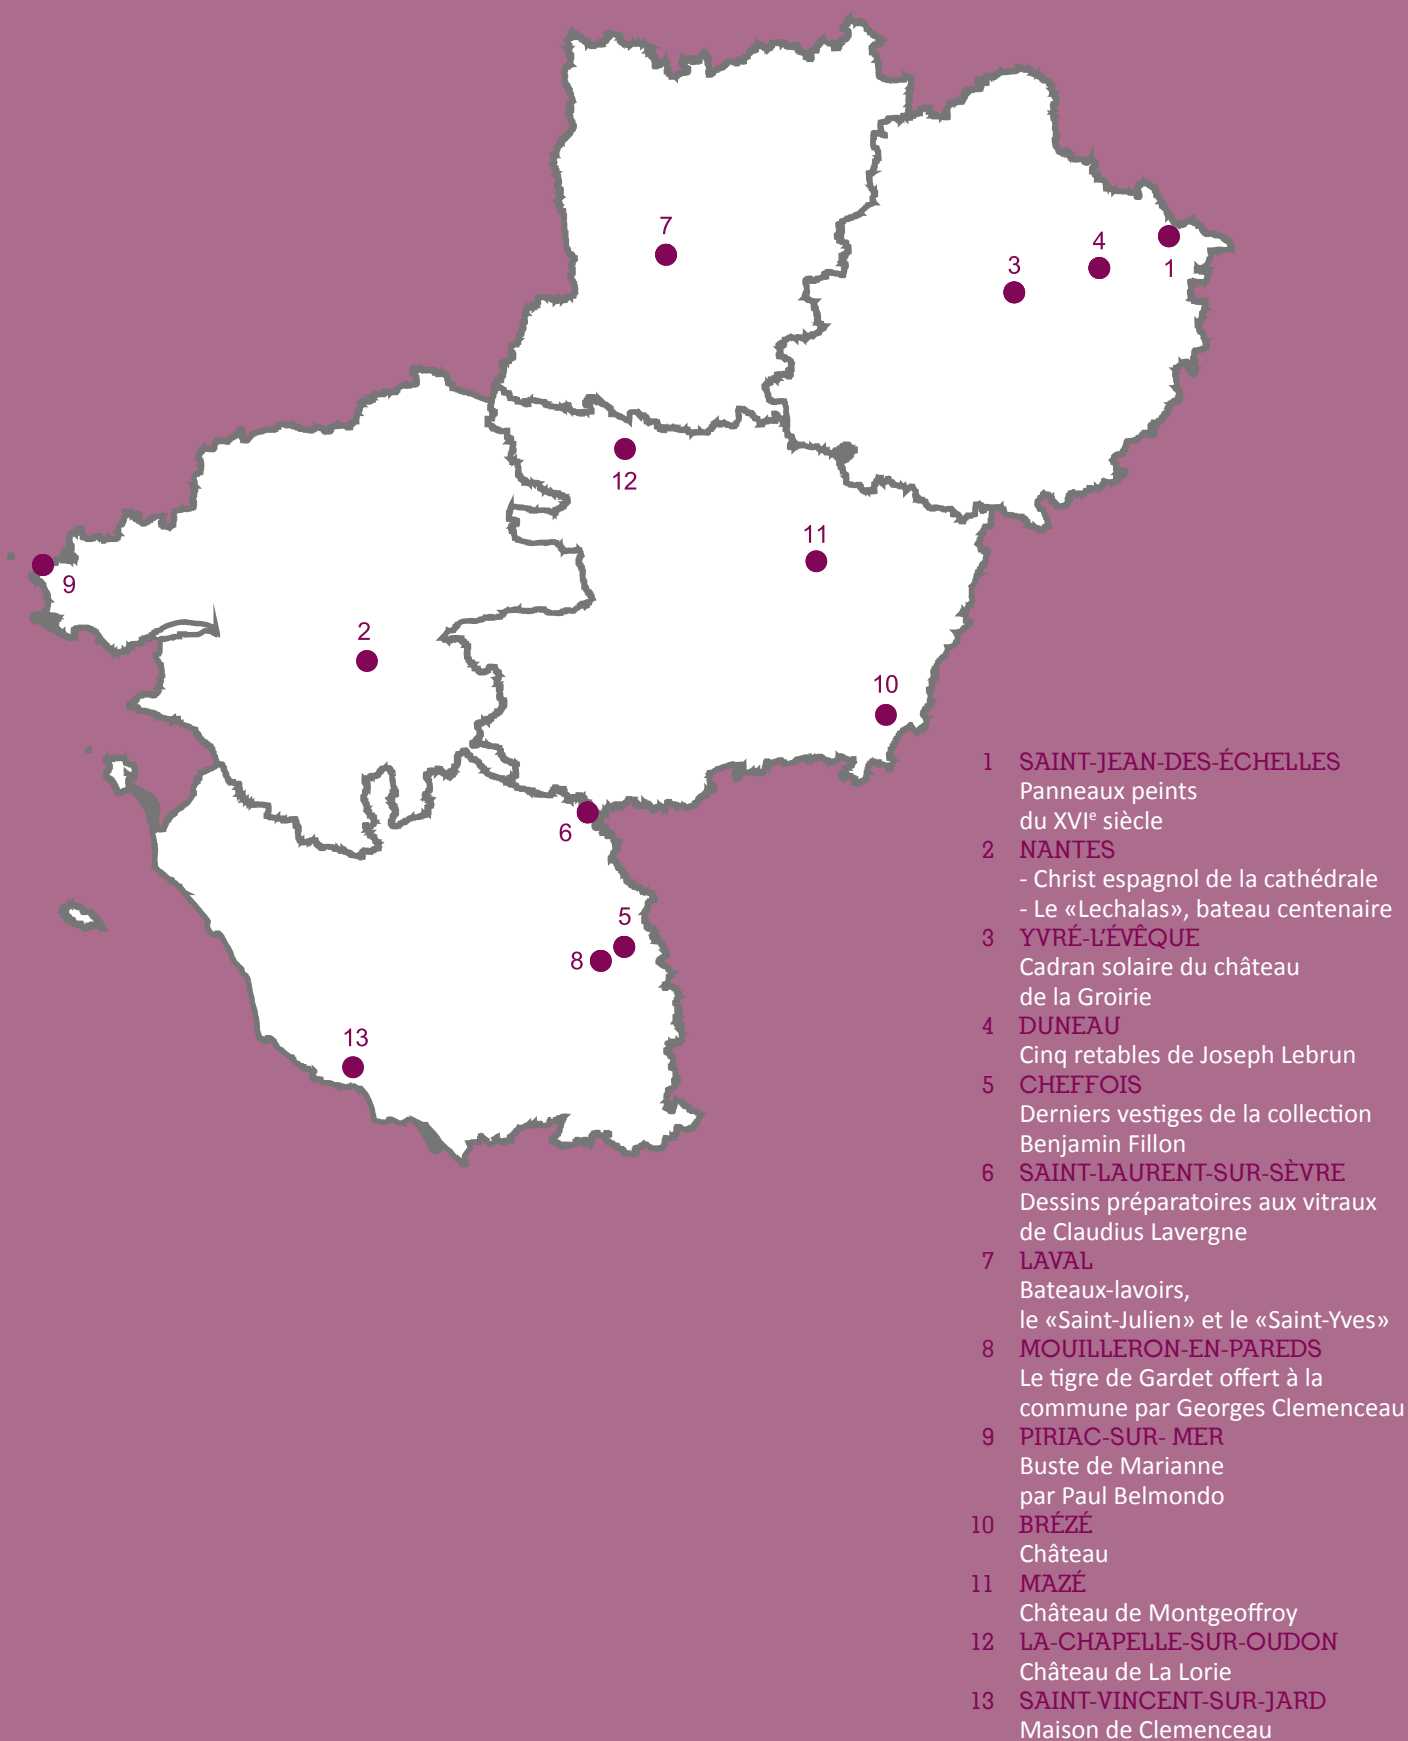 7
4
3
1
12
11
9
2
10
6
5
8
13
1 SAINT-JEAN-DES-ÉCHELLES
Panneaux peints
du XVIe siècle
2 NANTES
- Christ espagnol de la cathédrale
- Le «Lechalas», bateau centenaire
3 YVRÉ-L'ÉVÊQUE
Cadran solaire du château
de la Groirie
4 DUNEAU
Cinq retables de Joseph Lebrun
5 CHEFFOIS
Derniers vestiges de la collection
Benjamin Fillon
6 SAINT-LAURENT-SUR-SÈVRE
Dessins préparatoires aux vitraux
de Claudius Lavergne
7 LAVAL
Bateaux-lavoirs,
le «Saint-Julien» et le «Saint-Yves»
8 MOUILLERON-EN-PAREDS
Le tigre de Gardet offert à la
commune par Georges Clemenceau
9 PIRIAC-SUR- MER
Buste de Marianne
par Paul Belmondo
10 BRÉZÉ
Château
11 MAZÉ
Château de Montgeoffroy
12 LA-CHAPELLE-SUR-OUDON
Château de La Lorie
13 SAINT-VINCENT-SUR-JARD
Maison de Clemenceau